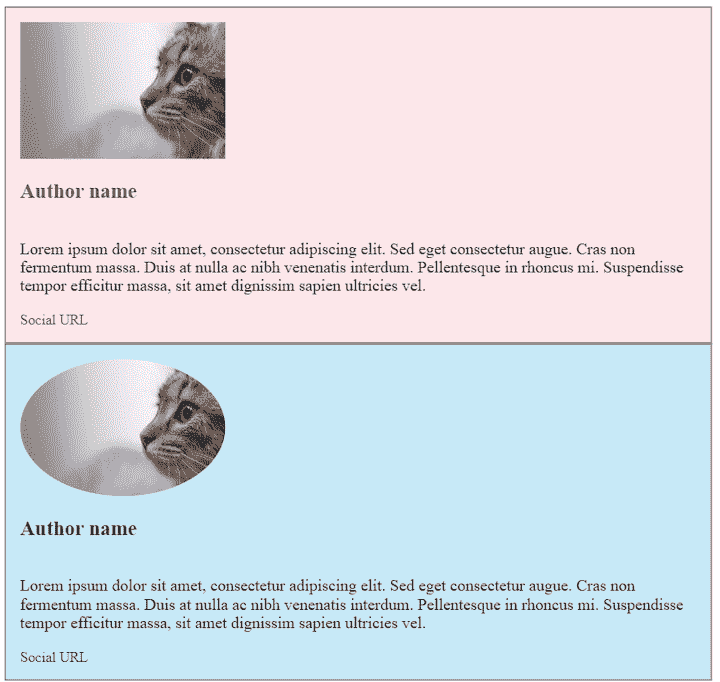 Author name
Lorem ipsum dolor sit amet, consectetur adipiscing elit. Sed eget consectetur augue. Cras non
fermentum massa. Duis at nulla ac nibh venenatis interdum. Pellentesque in rhoncus mi. Suspendisse
tempor efficitur massa, sit amet dignissim sapien ultricies vel.
Social URL
Author name
Lorem ipsum dolor sit amet, consectetur adipiscing elit. Sed eget consectetur augue. Cras non
fermentum massa. Duis at nulla ac nibh venenatis interdum. Pellentesque in rhoncus mi. Suspendisse
tempor efficitur massa, sit amet dignissim sapien ultricies vel.
Social URL